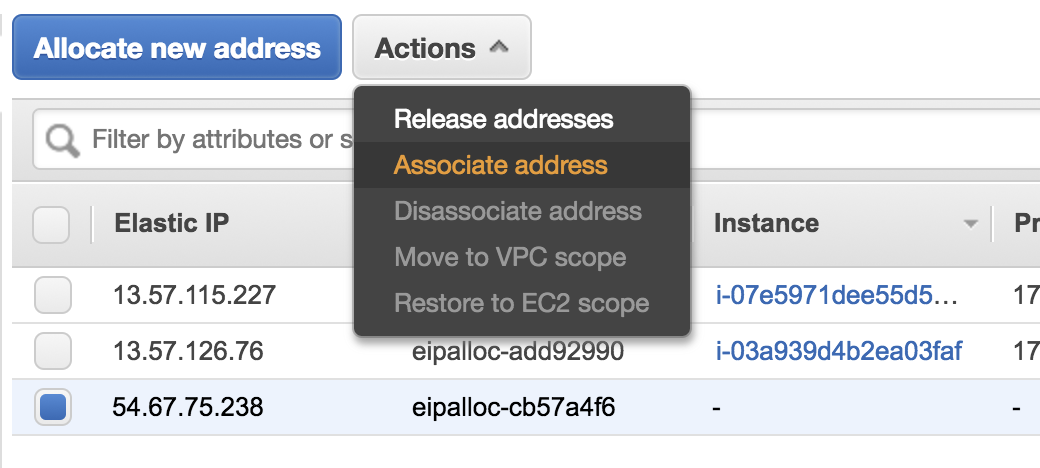 Allocate new address Actions
Release addresses
Filter by attributes or s
Associate address
Disassociate address
Elastic IP Instance Pr
Move to VPC scope
13.57.115.227 i-07e5971dee55d5... 17
Restore to EC2 scope
13.57.126.76 eipalloc-add92990 i-03a939d4b2ea03faf 17
54.67.75.238 eipalloc-cb57a4f6 - -